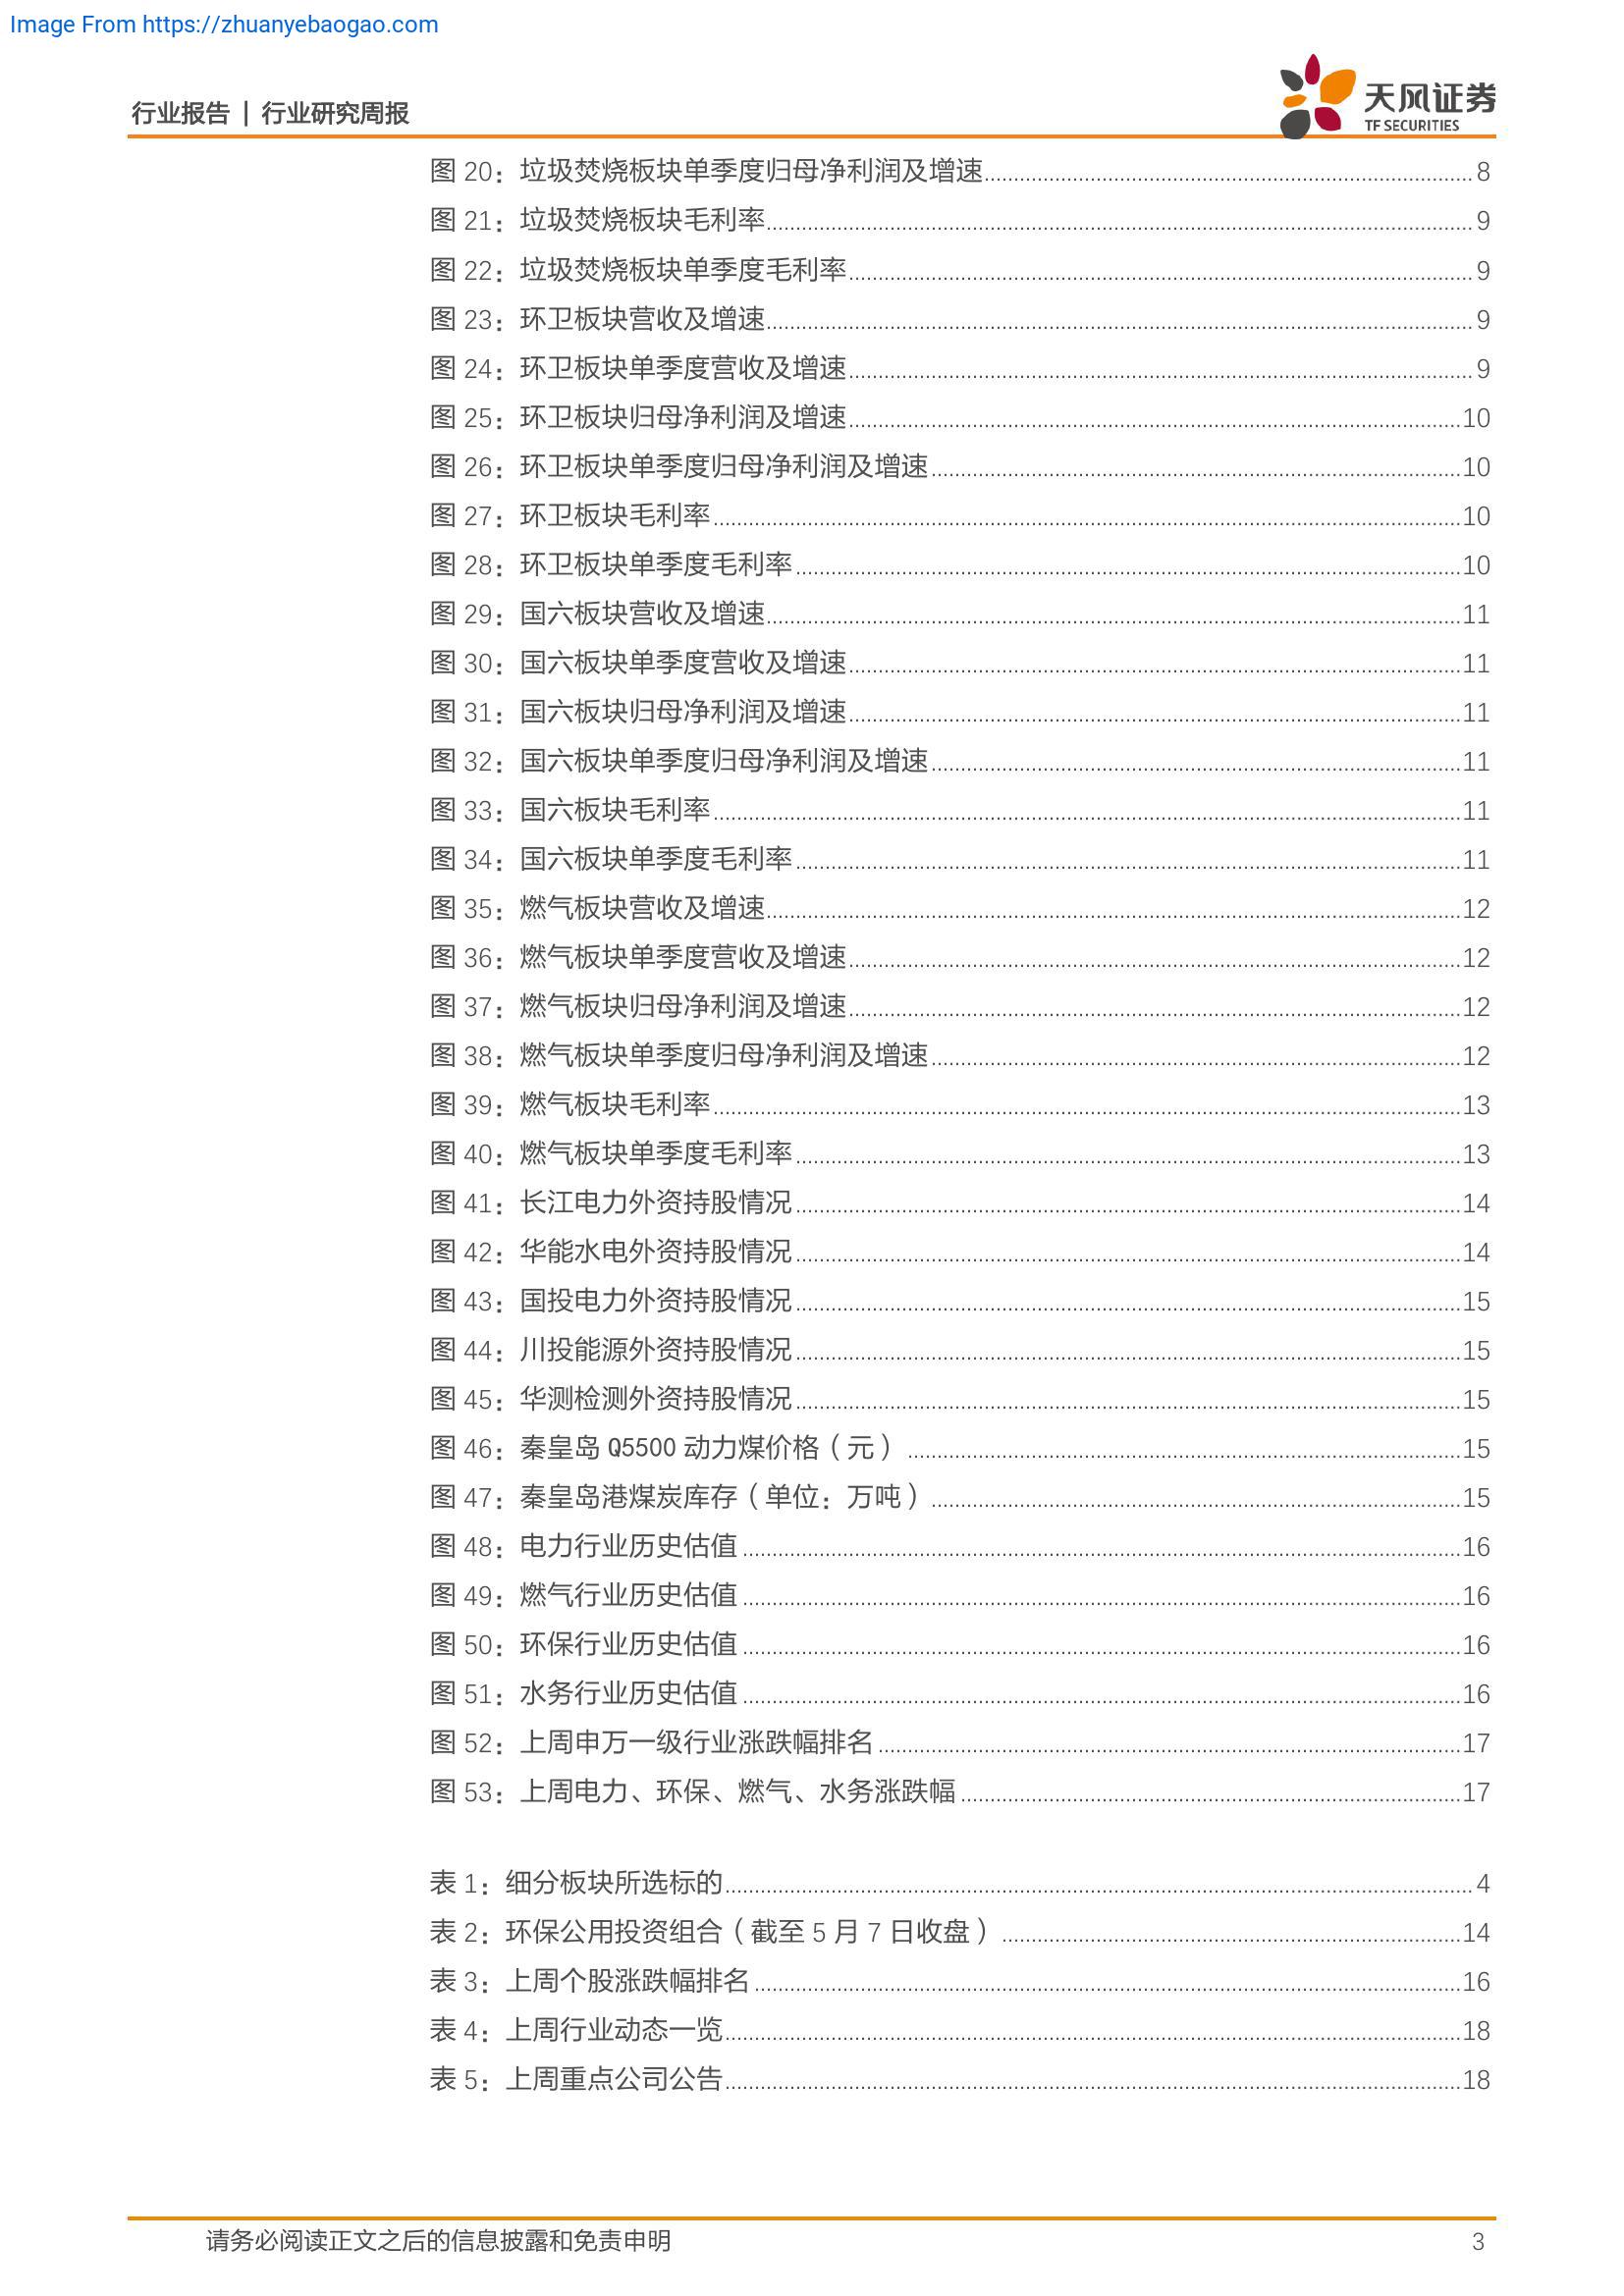 Image From https://zhuanyebaogao.com
行业报告 | 行业研究周报
天风证券
TF SECURITIES
图 20：垃圾焚烧板块单季度归母净利润及增速 8
图 21：垃圾焚烧板块毛利率 9
图 22：垃圾焚烧板块单季度毛利率 9
图 23：环卫板块营收及增速 9
图 24：环卫板块单季度营收及增速 9
图 25：环卫板块归母净利润及增速 10
图 26：环卫板块单季度归母净利润及增速 10
图 27：环卫板块毛利率 10
图 28：环卫板块单季度毛利率 10
图 29：国六板块营收及增速 11
图 30：国六板块单季度营收及增速 11
图 31：国六板块归母净利润及增速 11
图 32：国六板块单季度归母净利润及增速 11
图 33：国六板块毛利率 11
图 34：国六板块单季度毛利率 11
图 35：燃气板块营收及增速 12
图 36：燃气板块单季度营收及增速 12
图 37：燃气板块归母净利润及增速 12
图 38：燃气板块单季度归母净利润及增速 12
图 39：燃气板块毛利率 13
图 40：燃气板块单季度毛利率 13
图 41：长江电力外资持股情况 14
图 42：华能水电外资持股情况 14
图 43：国投电力外资持股情况 15
图 44：川投能源外资持股情况 15
图 45：华测检测外资持股情况 15
图 46：秦皇岛 Q5500 动力煤价格（元） 15
图 47：秦皇岛港煤炭库存（单位：万吨） 15
图 48：电力行业历史估值 16
图 49：燃气行业历史估值 16
图 50：环保行业历史估值 16
图 51：水务行业历史估值 16
图 52：上周申万一级行业涨跌幅排名 17
图 53：上周电力、环保、燃气、水务涨跌幅 17
表 1：细分板块所选标的 4
表 2：环保公用投资组合（截至 5 月 7 日收盘） 14
表 3：上周个股涨跌幅排名 16
表 4：上周行业动态一览 18
表 5：上周重点公司公告 18
请务必阅读正文之后的信息披露和免责申明 3